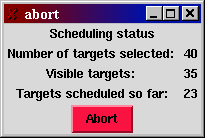 abort
Scheduling status
Number of targets selected: 40
Visible targets: 35
Targets scheduled so far: 23
Abort